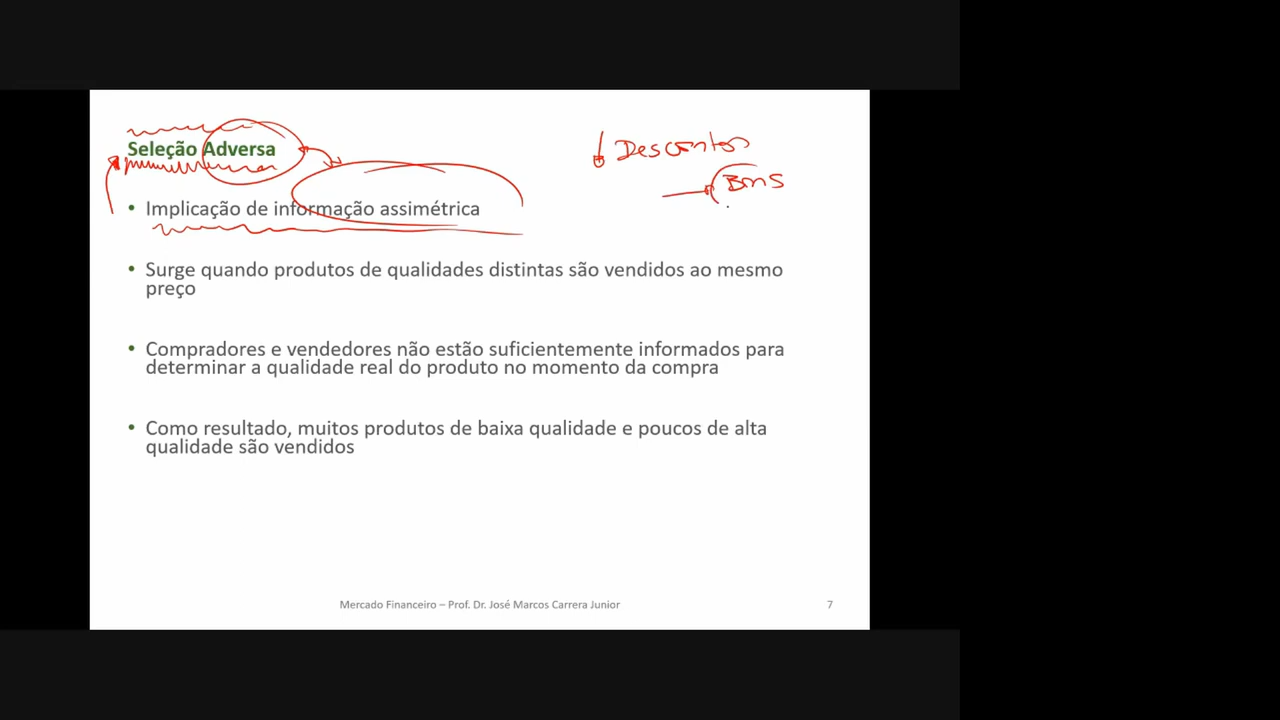 Seleção Adversa
Descontos
Bons
• Implicação de informação assimétrica
• Surge quando produtos de qualidades distintas são vendidos ao mesmo
preço
• Compradores e vendedores não estão suficientemente informados para
determinar a qualidade real do produto no momento da compra
• Como resultado, muitos produtos de baixa qualidade e poucos de alta
qualidade são vendidos
Mercado Financeiro – Prof. Dr. José Marcos Carrera Junior
7